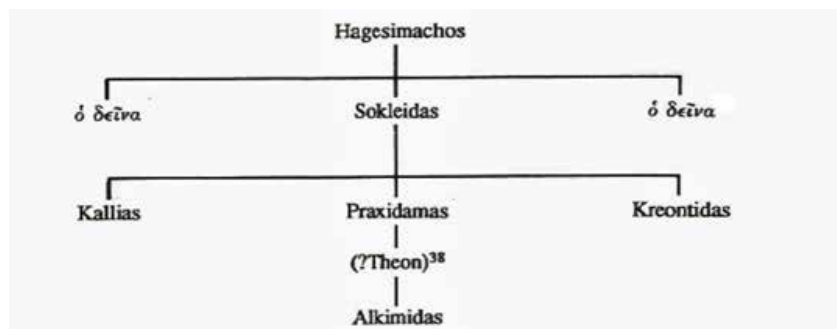 Hagesimachos
ὁ δεῖνα Sokleidas ὁ δεῖνα
Kallias Praxidamas Kreontidas
(?Theon)³⁸
Alkimidas